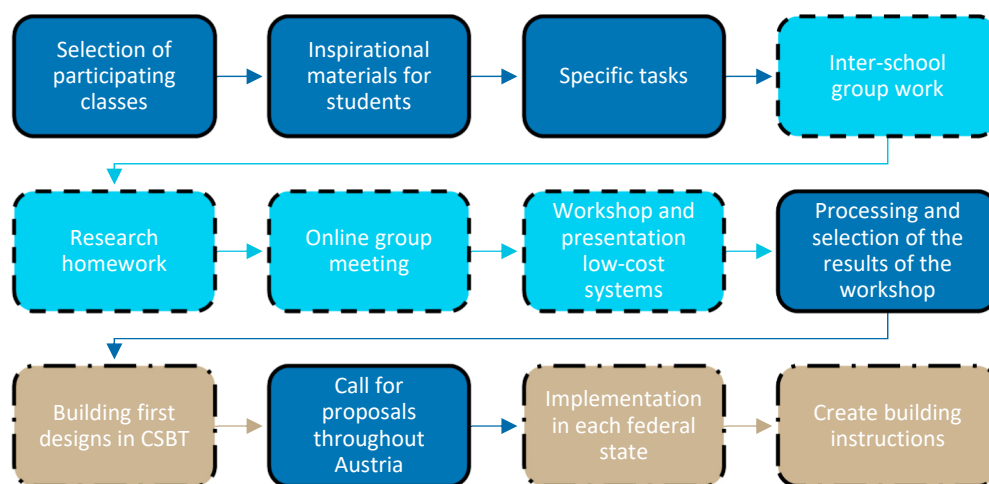 Selection of
participating
classes
Inspirational
materials for
students
Specific tasks
Inter-school
group work
Research
homework
Online group
meeting
Workshop and
presentation
low-cost
systems
Processing and
selection of the
results of the
workshop
Building first
designs in CSBT
Call for
proposals
throughout
Austria
Implementation
in each federal
state
Create building
instructions